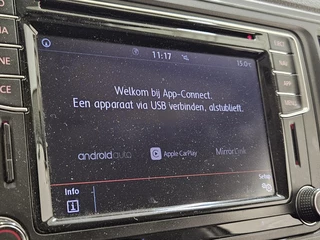 11:17
15.0
Welkom bij App-Connect.
Een apparaat via USB verbinden, alstublieft.
androidauto Apple CarPlay MirrorLink
Info Setup